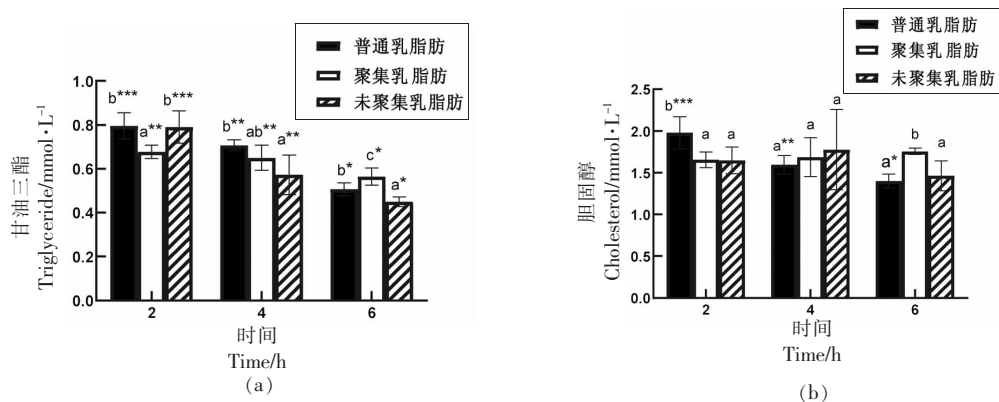 普通乳脂肪
聚集乳脂肪
未聚集乳脂肪
甘油三酯
Triglyceride/mmol·L⁻¹
1.0
0.8
0.6
0.4
0.2
0.0
b*** a** b***
b** ab** a**
b* c* a*
2 4 6
时间
Time/h
(a)
普通乳脂肪
聚集乳脂肪
未聚集乳脂肪
胆固醇
Cholesterol/mmol·L⁻¹
2.5
2.0
1.5
1.0
0.5
0.0
b*** a a
a** a a
a* b a
2 4 6
时间
Time/h
(b)